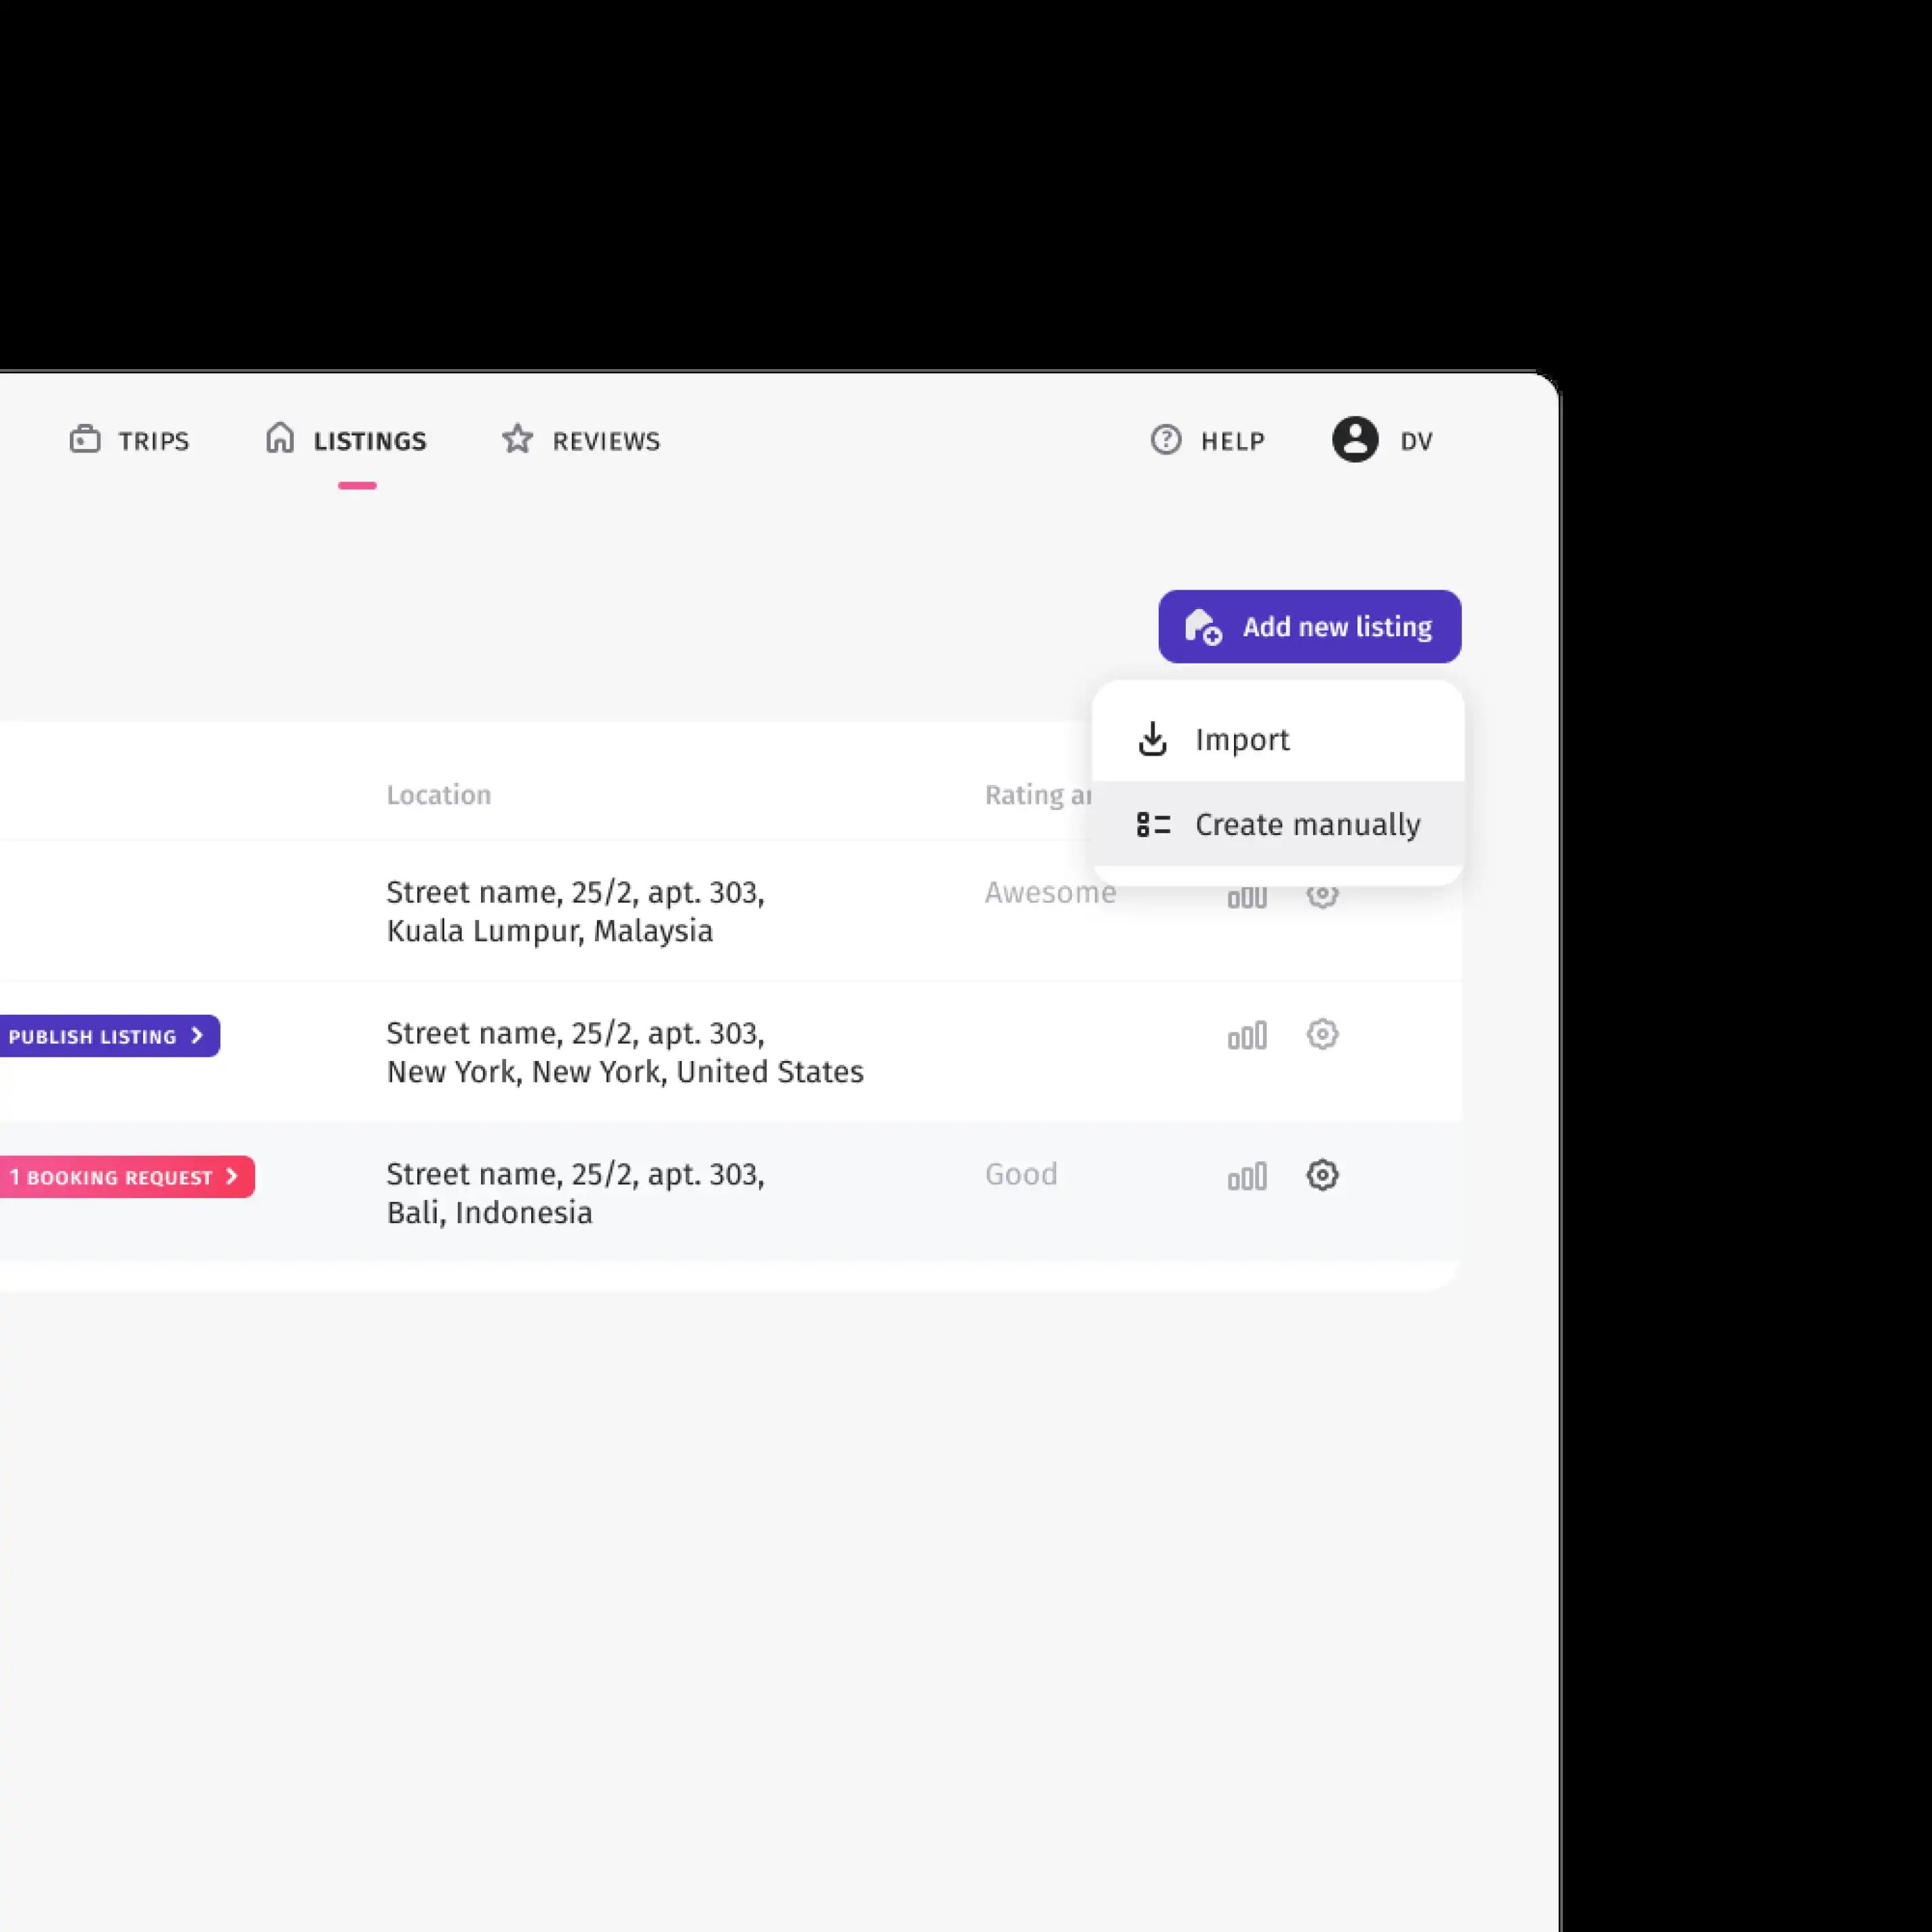 TRIPS
LISTINGS
REVIEWS
HELP
DV
Add new listing
Import
Create manually
Location
Rating
Street name, 25/2, apt. 303,
Kuala Lumpur, Malaysia
Awesome
PUBLISH LISTING
Street name, 25/2, apt. 303,
New York, New York, United States
1 BOOKING REQUEST
Street name, 25/2, apt. 303,
Bali, Indonesia
Good